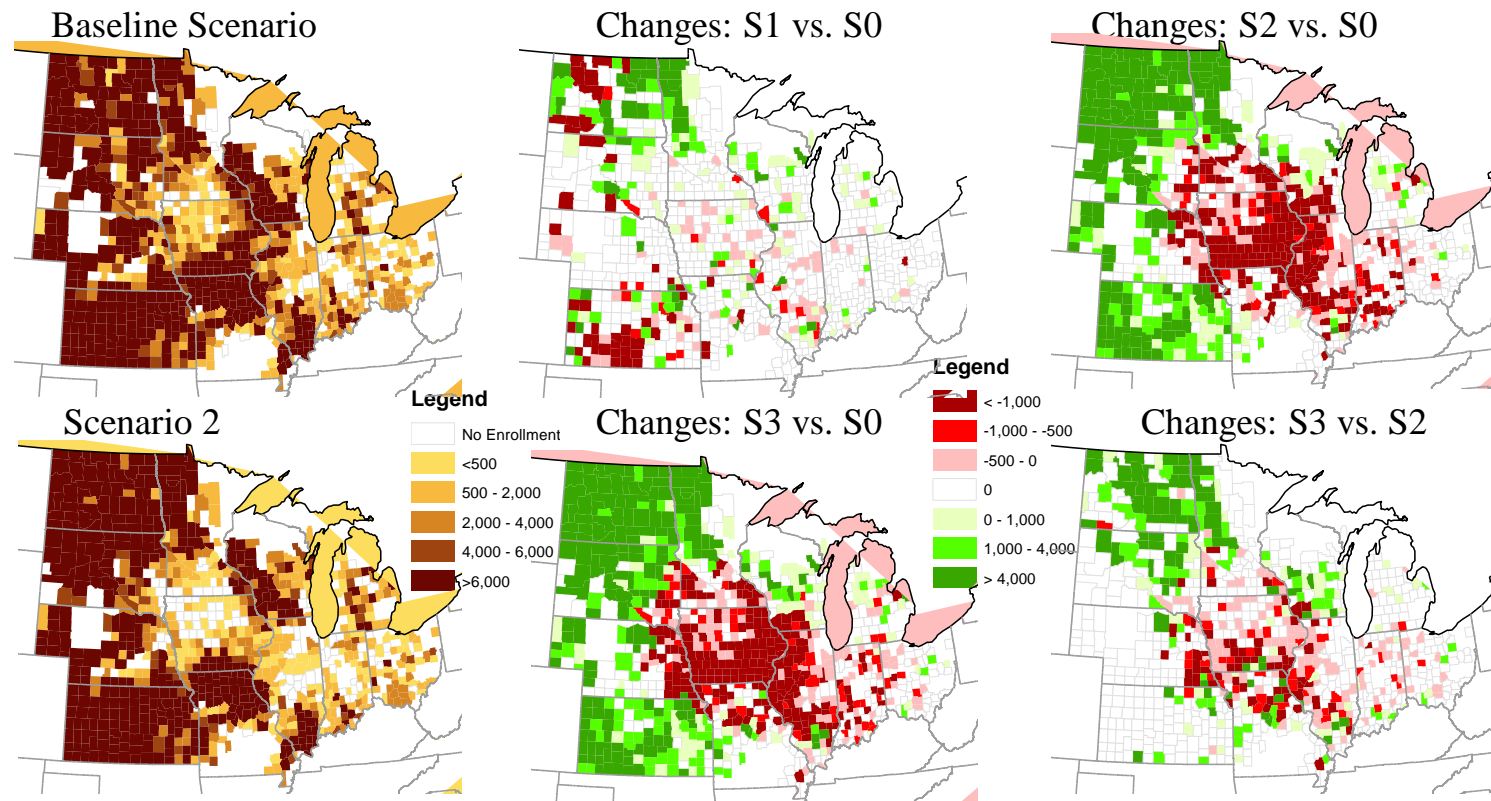 Baseline Scenario
Changes: S1 vs. S0
Changes: S2 vs. S0
Legend
No Enrollment
<500
500 - 2,000
2,000 - 4,000
4,000 - 6,000
>6,000
Legend
< -1,000
-1,000 - -500
-500 - 0
0
0 - 1,000
1,000 - 4,000
> 4,000
Scenario 2
Changes: S3 vs. S0
Changes: S3 vs. S2